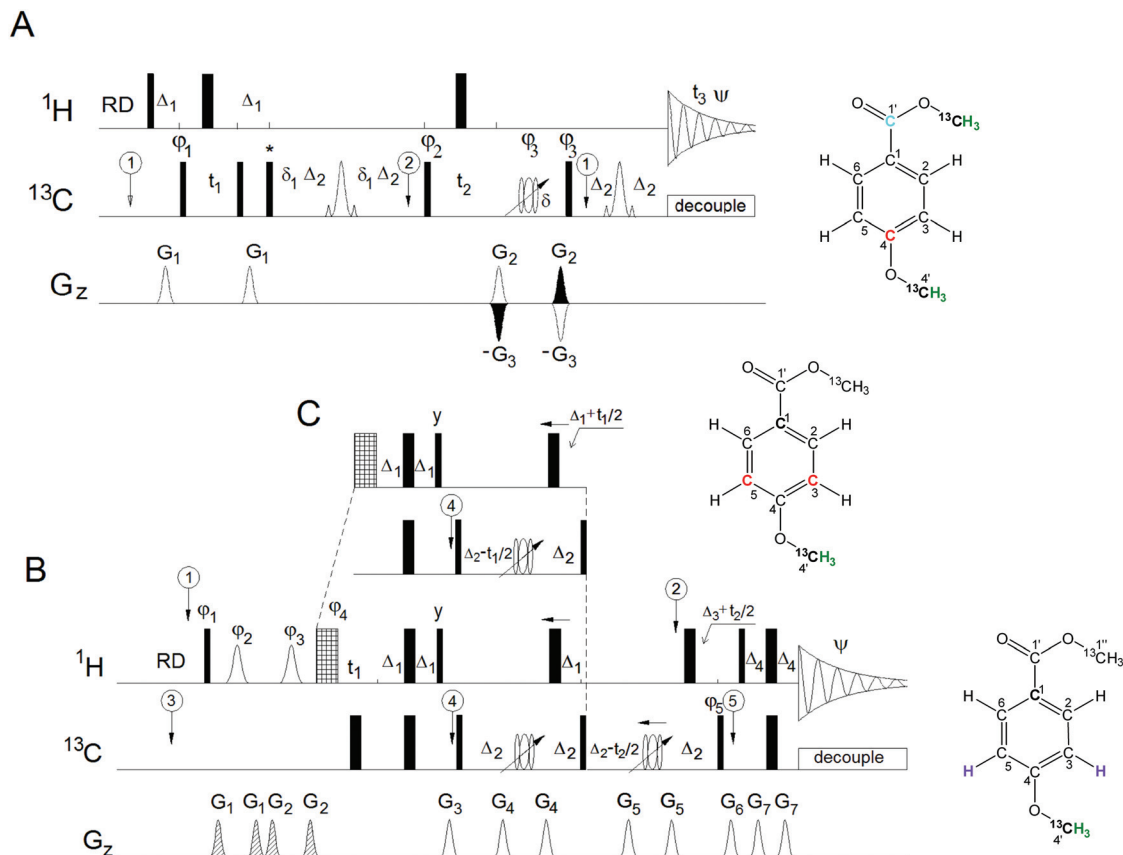 A
¹H RD Δ₁ Δ₁ t₃ ψ
φ₁ * φ₂ φ₃ φ₃
¹³C 1 t₁ δ₁ Δ₂ δ₁ Δ₂ 2 t₂ δ 1 Δ₂ Δ₂ decouple
G_z G₁ G₁ G₂ G₂
-G₃ -G₃
O 1' O ¹³CH₃
C
1
H 6 2 H
H 5 3 H
C 4
O 4'
¹³CH₃
C
y Δ₁+t₁/2
Δ₁ Δ₁
4
Δ₂-t₁/2 Δ₂
O 1' O ¹³CH₃
C 1
H 6 2 H
H C 5 C 3 H
4
O
¹³CH₃
4'
B
1 φ₁ φ₂ φ₃ φ₄ y 2 Δ₃+t₂/2
¹H RD t₁ Δ₁ Δ₁ Δ₁ Δ₄ Δ₄ ψ
3 4 φ₅ 5
¹³C Δ₂ Δ₂ Δ₂-t₂/2 Δ₂ decouple
G_z G₁ G₁ G₂ G₂ G₃ G₄ G₄ G₅ G₅ G₆ G₇ G₇
O 1' O 1'' ¹³CH₃
C 1
H 6 2 H
H 5 3 H
4
O
¹³CH₃
4'